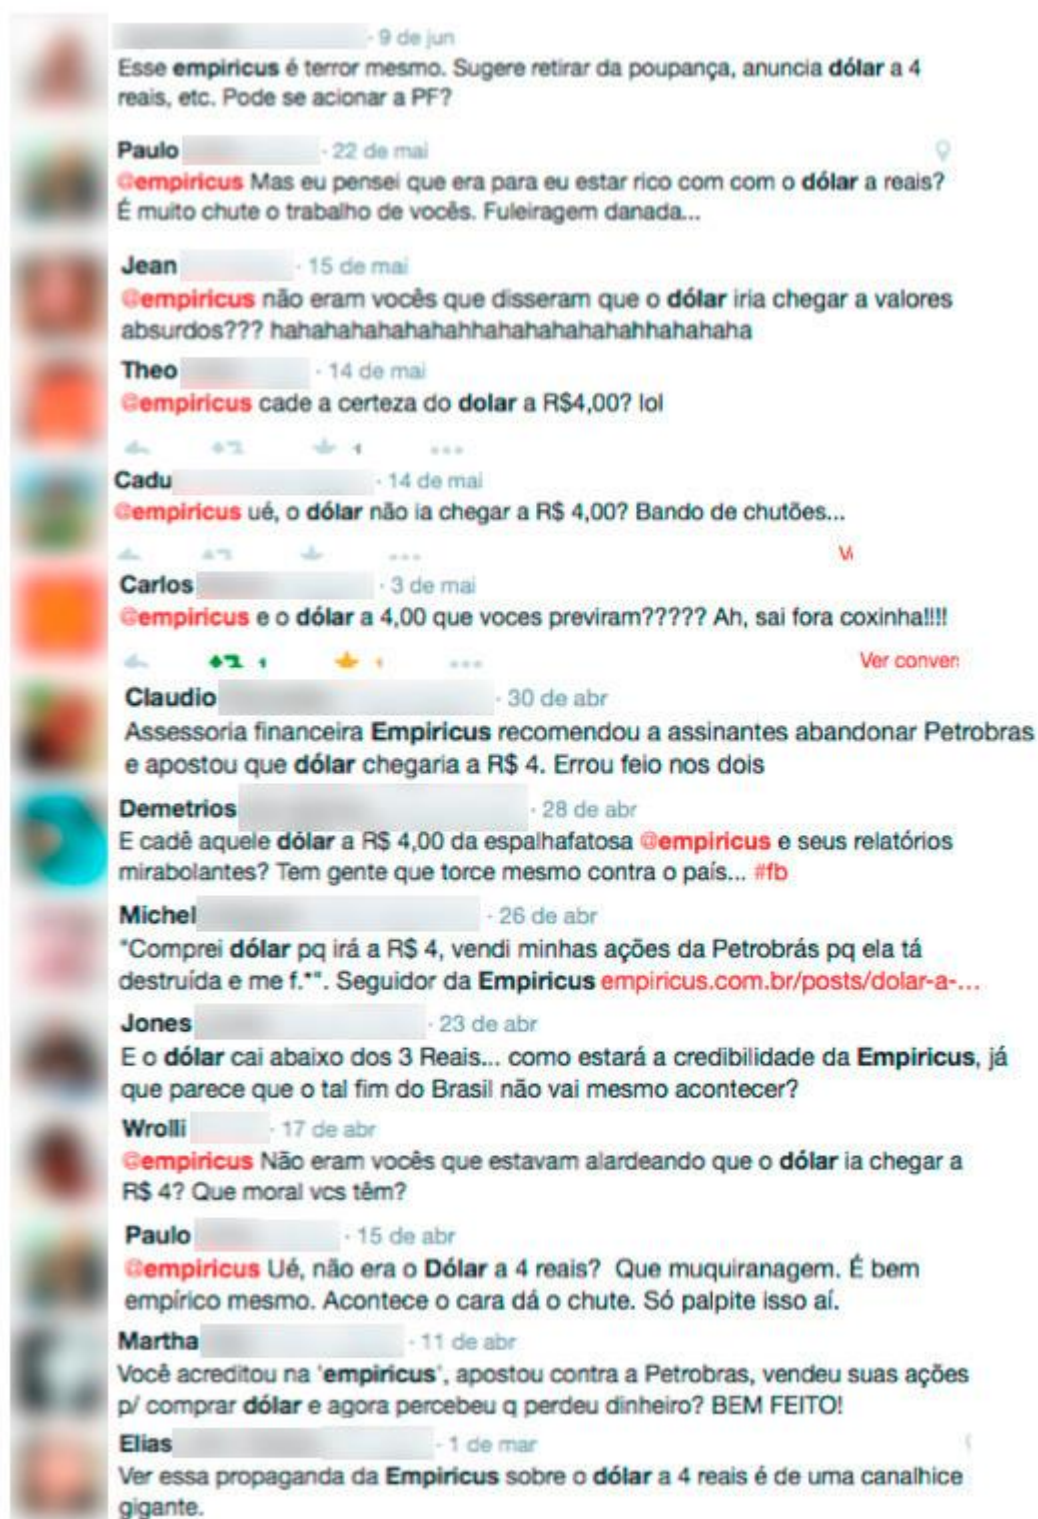 · 9 de jun
Esse empiricus é terror mesmo. Sugere retirar da poupança, anuncia dólar a 4
reais, etc. Pode se acionar a PF?
Paulo · 22 de mai
@empiricus Mas eu pensei que era para eu estar rico com com o dólar a reais?
É muito chute o trabalho de vocês. Fuleiragem danada...
Jean · 15 de mai
@empiricus não eram vocês que disseram que o dólar iria chegar a valores
absurdos??? hahahahahahahahhahahahahahahhahahaha
Theo · 14 de mai
@empiricus cade a certeza do dolar a R$4,00? lol
1
Cadu · 14 de mai
@empiricus ué, o dólar não ia chegar a R$ 4,00? Bando de chutões...
Carlos · 3 de mai
@empiricus e o dólar a 4,00 que voces previram????? Ah, sai fora coxinha!!!!
1 1 Ver conver
Claudio · 30 de abr
Assessoria financeira Empiricus recomendou a assinantes abandonar Petrobras
e apostou que dólar chegaria a R$ 4. Errou feio nos dois
Demetrios · 28 de abr
E cadê aquele dólar a R$ 4,00 da espalhafatosa @empiricus e seus relatórios
mirabolantes? Tem gente que torce mesmo contra o país... #fb
Michel · 26 de abr
"Comprei dólar pq irá a R$ 4, vendi minhas ações da Petrobrás pq ela tá
destruída e me f.*". Seguidor da Empiricus empiricus.com.br/posts/dolar-a-...
Jones · 23 de abr
E o dólar cai abaixo dos 3 Reais... como estará a credibilidade da Empiricus, já
que parece que o tal fim do Brasil não vai mesmo acontecer?
Wrolli · 17 de abr
@empiricus Não eram vocês que estavam alardeando que o dólar ia chegar a
R$ 4? Que moral vcs têm?
Paulo · 15 de abr
@empiricus Ué, não era o Dólar a 4 reais? Que muquiranagem. É bem
empírico mesmo. Acontece o cara dá o chute. Só palpite isso aí.
Martha · 11 de abr
Você acreditou na 'empiricus', apostou contra a Petrobras, vendeu suas ações
p/ comprar dólar e agora percebeu q perdeu dinheiro? BEM FEITO!
Elias · 1 de mar
Ver essa propaganda da Empiricus sobre o dólar a 4 reais é de uma canalhice
gigante.